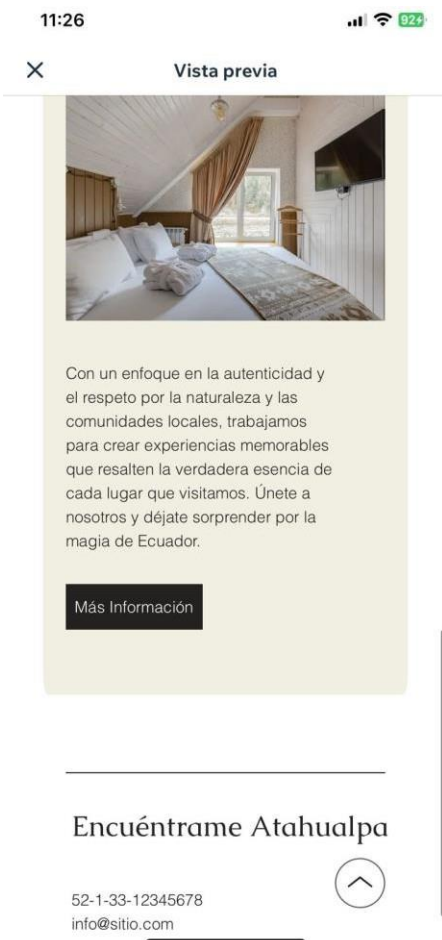 11:26
92
Vista previa
Con un enfoque en la autenticidad y
el respeto por la naturaleza y las
comunidades locales, trabajamos
para crear experiencias memorables
que resalten la verdadera esencia de
cada lugar que visitamos. Únete a
nosotros y déjate sorprender por la
magia de Ecuador.
Más Información
Encuéntrame Atahualpa
52-1-33-12345678
info@sitio.com